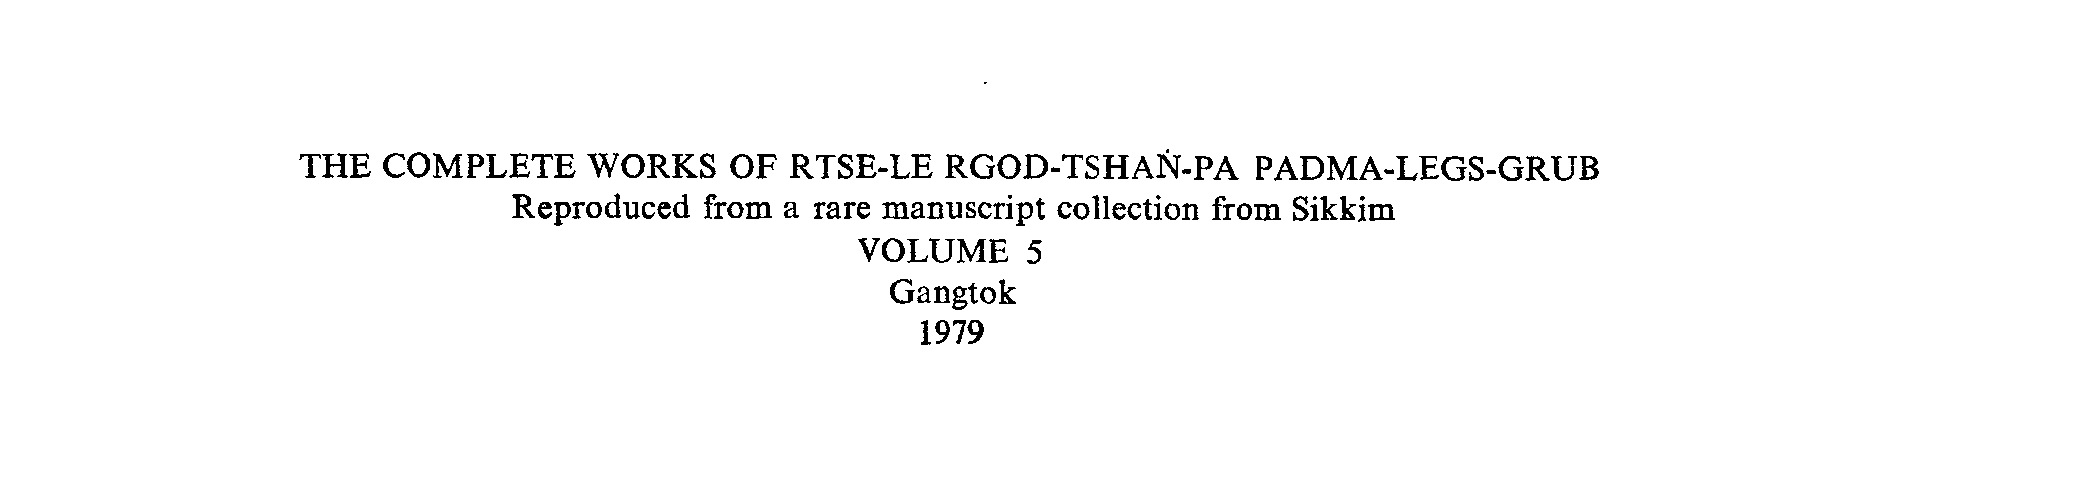 THE COMPLETE WORKS OF RTSE-LE RGOD-TSHAṄ-PA PADMA-LEGS-GRUB
Reproduced from a rare manuscript collection from Sikkim
VOLUME 5
Gangtok
1979